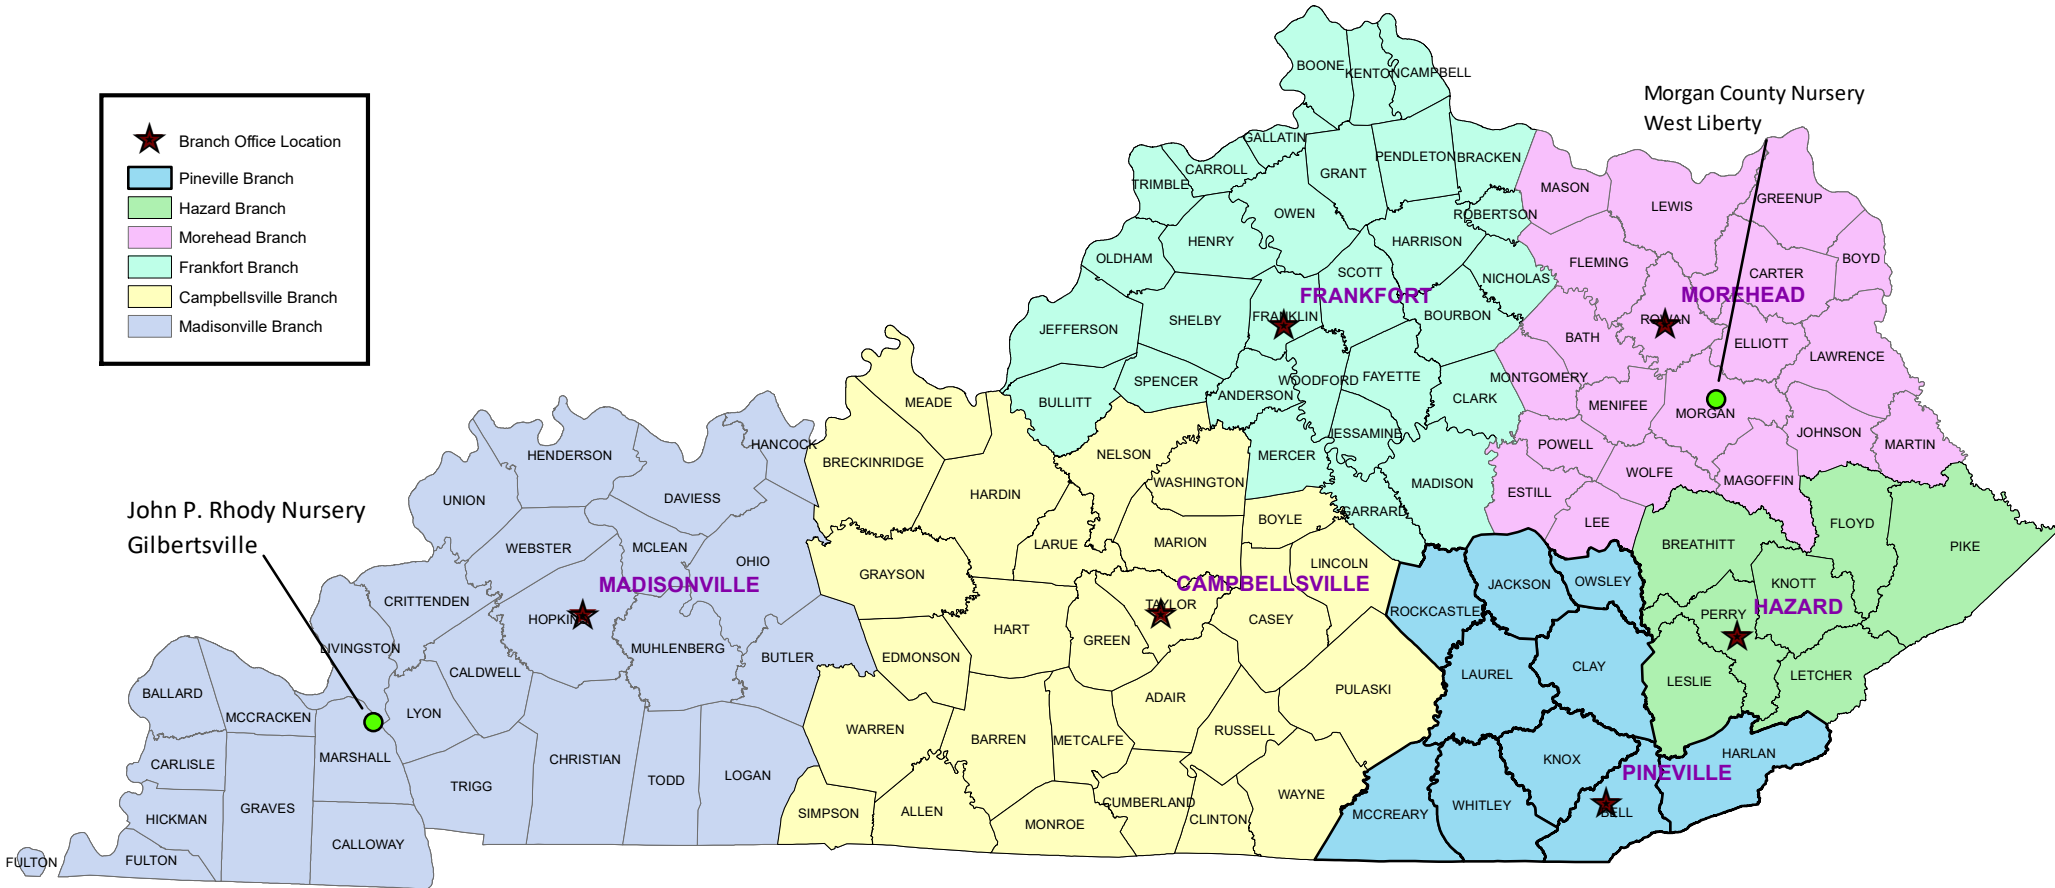 BOONE
KENTON
CAMPBELL
Morgan County Nursery
West Liberty
Branch Office Location
Pineville Branch
Hazard Branch
Morehead Branch
Frankfort Branch
Campbellsville Branch
Madisonville Branch
GALLATIN
PENDLETON
BRACKEN
CARROLL
GRANT
TRIMBLE
MASON
LEWIS
GREENUP
OWEN
ROBERTSON
HENRY
HARRISON
OLDHAM
FLEMING
BOYD
SCOTT
CARTER
NICHOLAS
FRANKFORT
MOREHEAD
JEFFERSON
SHELBY
FRANKLIN
BOURBON
ROWAN
BATH
ELLIOTT
LAWRENCE
SPENCER
WOODFORD
FAYETTE
MONTGOMERY
BULLITT
ANDERSON
CLARK
MENIFEE
MORGAN
MEADE
JESSAMINE
JOHNSON
MARTIN
HANCOCK
HENDERSON
BRECKINRIDGE
NELSON
MERCER
POWELL
WOLFE
MAGOFFIN
UNION
DAVIESS
HARDIN
WASHINGTON
MADISON
ESTILL
John P. Rhody Nursery
Gilbertsville
BOYLE
GARRARD
LEE
FLOYD
WEBSTER
MCLEAN
LARUE
MARION
BREATHITT
PIKE
OHIO
GRAYSON
LINCOLN
MADISONVILLE
CAMPBELLSVILLE
JACKSON
OWSLEY
KNOTT
CRITTENDEN
TAYLOR
ROCKCASTLE
PERRY
HAZARD
HOPKINS
HART
GREEN
CASEY
LIVINGSTON
MUHLENBERG
BUTLER
EDMONSON
CLAY
CALDWELL
LAUREL
LESLIE
LETCHER
BALLARD
ADAIR
PULASKI
MCCRACKEN
LYON
WARREN
BARREN
METCALFE
RUSSELL
MARSHALL
CARLISLE
CHRISTIAN
KNOX
HARLAN
PINEVILLE
TRIGG
TODD
LOGAN
GRAVES
CUMBERLAND
WAYNE
WHITLEY
HICKMAN
SIMPSON
ALLEN
MONROE
CLINTON
MCCREARY
BELL
CALLOWAY
FULTON
FULTON